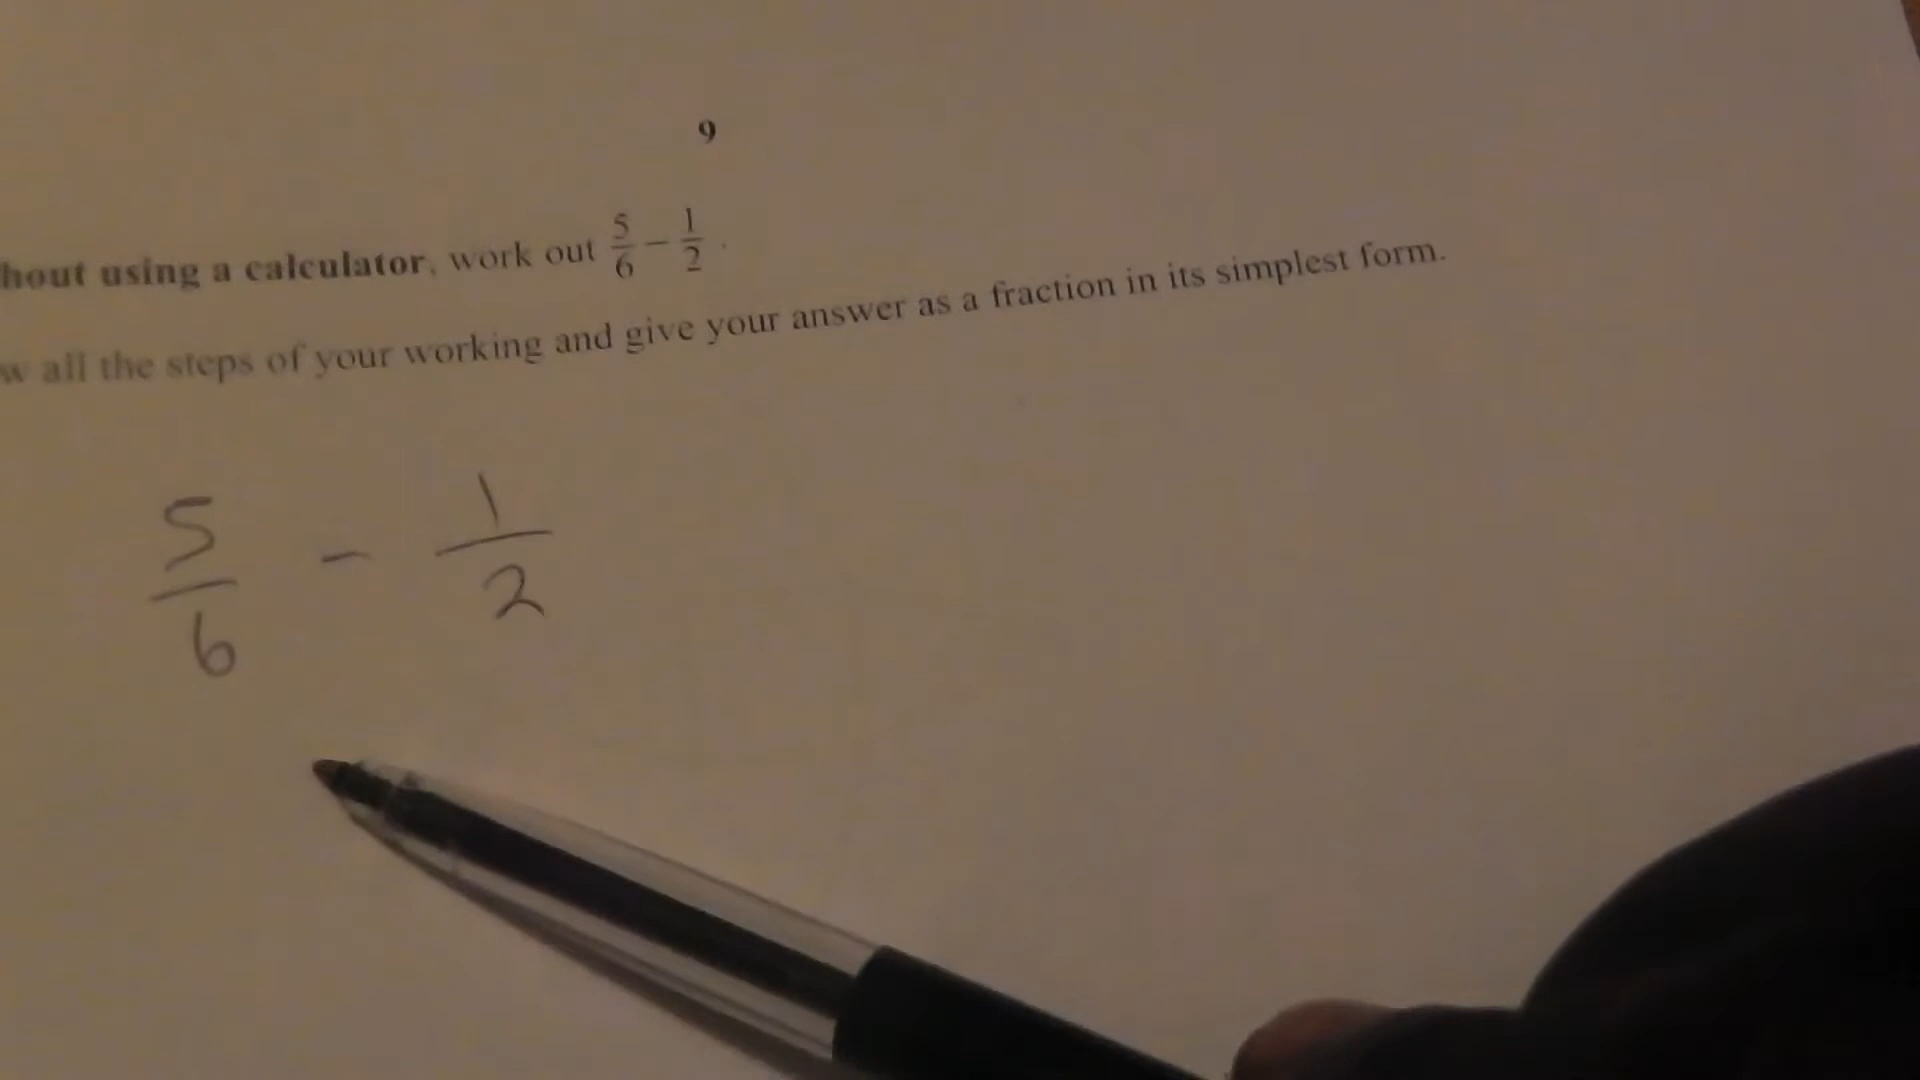 9
hout using a calculator, work out 5/6 − 1/2.
w all the steps of your working and give your answer as a fraction in its simplest form.
5/6 - 1/2